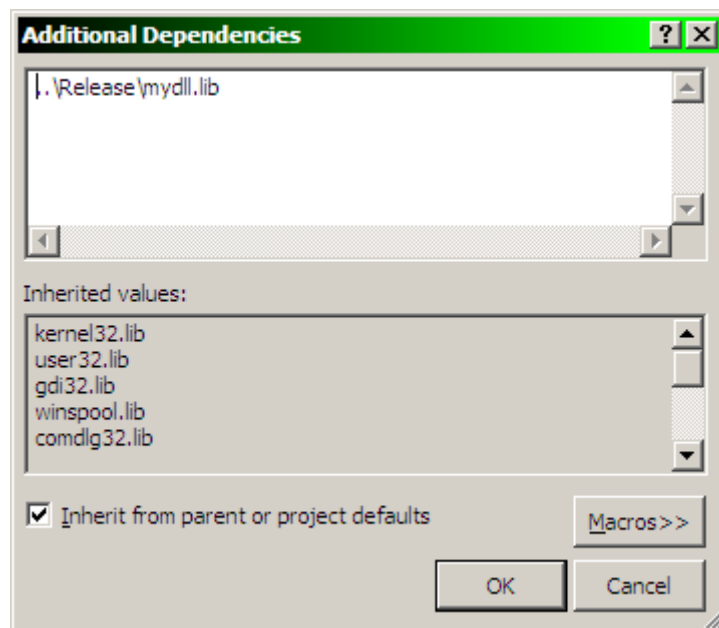 Additional Dependencies
..\Release\mydll.lib
Inherited values:
kernel32.lib
user32.lib
gdi32.lib
winspool.lib
comdlg32.lib
Inherit from parent or project defaults
Macros>>
OK
Cancel